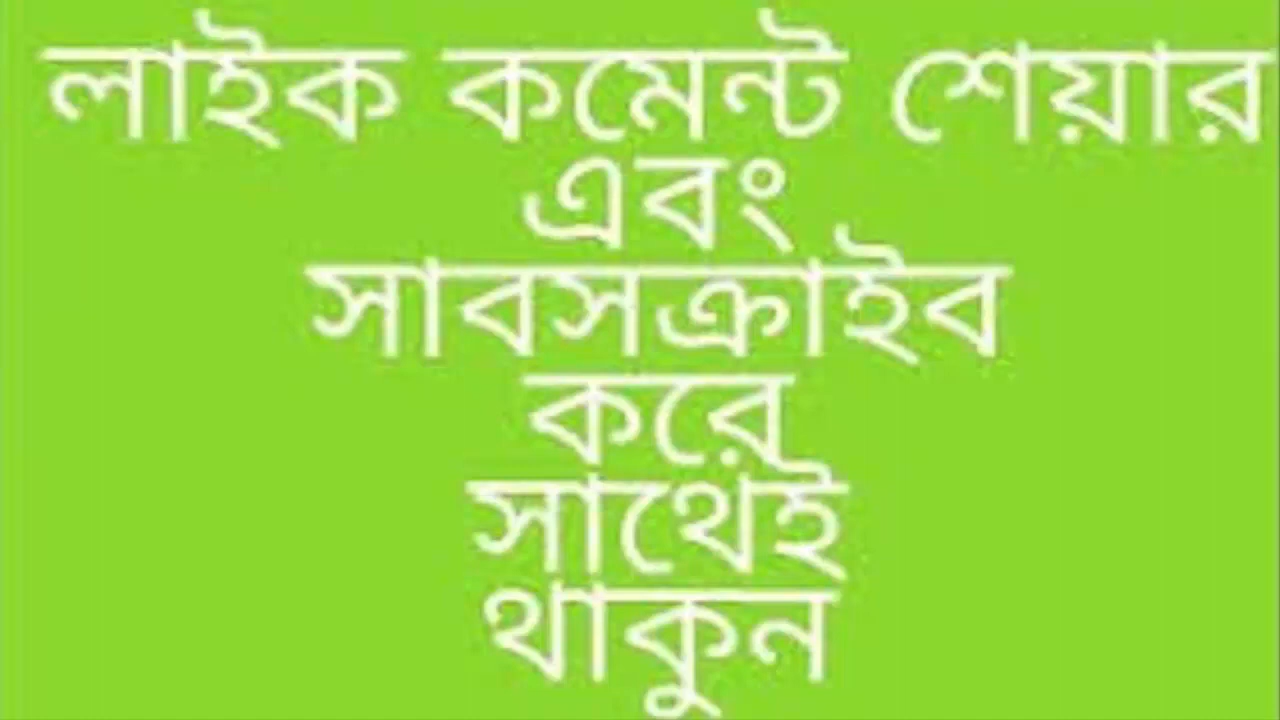 লাইক কমেন্ট শেয়ার
এবং
সাবসক্রাইব
করে
সাথেই
থাকুন